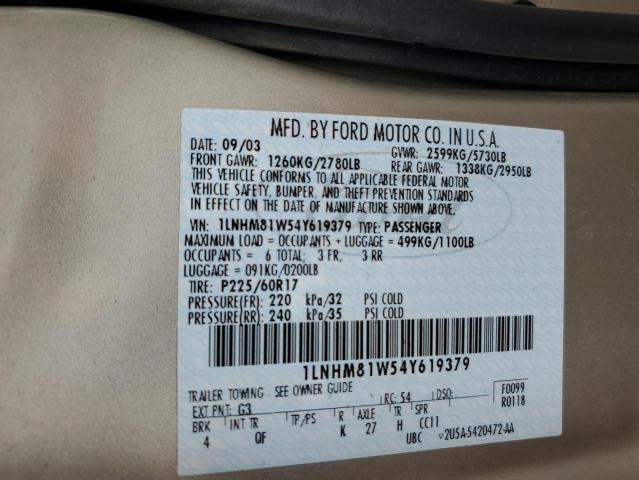 MFD. BY FORD MOTOR CO. IN U.S.A.
DATE: 09/03 GVWR: 2599KG/5730LB
FRONT GAWR: 1260KG/2780LB REAR GAWR: 1338KG/2950LB
THIS VEHICLE CONFORMS TO ALL APPLICABLE FEDERAL MOTOR
VEHICLE SAFETY, BUMPER, AND THEFT PREVENTION STANDARDS
IN EFFECT ON THE DATE OF MANUFACTURE SHOWN ABOVE.
VIN: 1LNHM81W54Y619379 TYPE: PASSENGER
MAXIMUM LOAD = OCCUPANTS + LUGGAGE = 499KG/1100LB
OCCUPANTS = 6 TOTAL; 3 FR, 3 RR
LUGGAGE = 091KG/0200LB
TIRE: P225/60R17
PRESSURE(FR) 220 kPa/32 PSI COLD
PRESSURE(RR) 240 kPa/35 PSI COLD
1LNHM81W54Y619379
TRAILER TOWING - SEE OWNER GUIDE
EXT PNT: G3 RC: 54 DSO: F0099
R0118
BRK INT TR TP/PS R AXLE TR SPR
4 QF K 27 H CC11
UBC 2U5A-5420472-AA